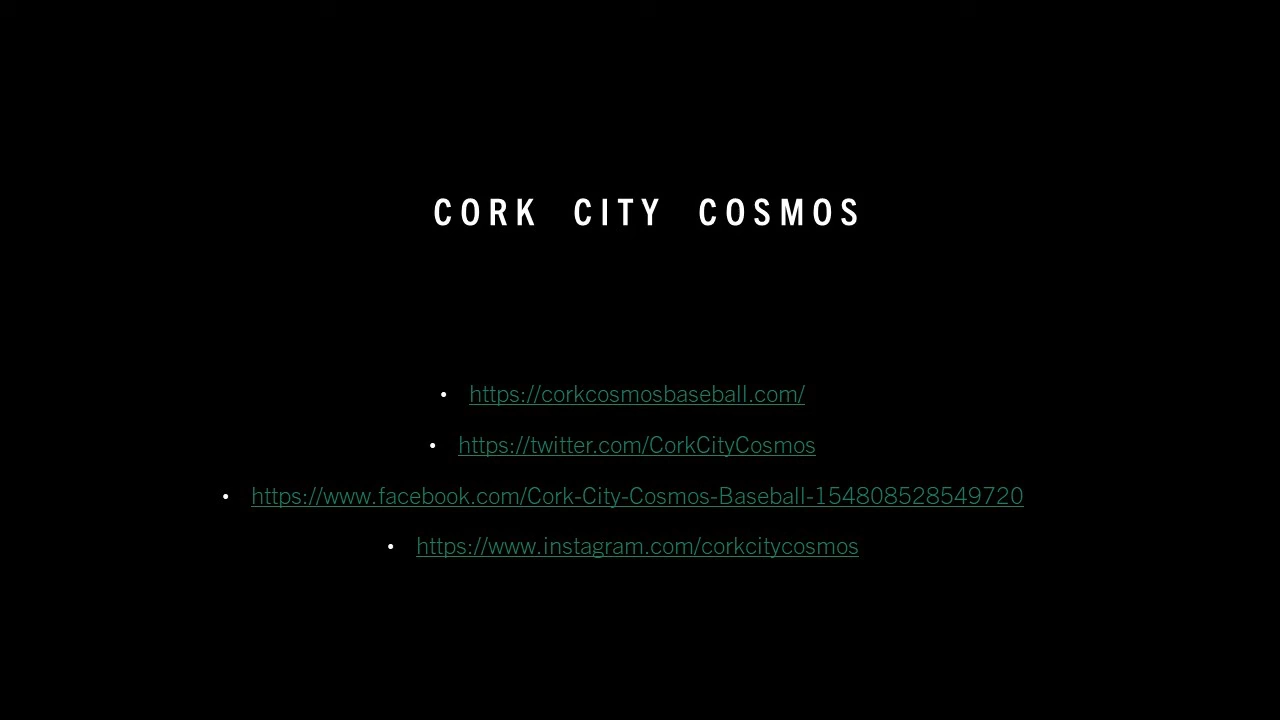 CORK CITY COSMOS
• https://corkcosmosbaseball.com/
• https://twitter.com/CorkCityCosmos
• https://www.facebook.com/Cork-City-Cosmos-Baseball-154808528549720
• https://www.instagram.com/corkcitycosmos